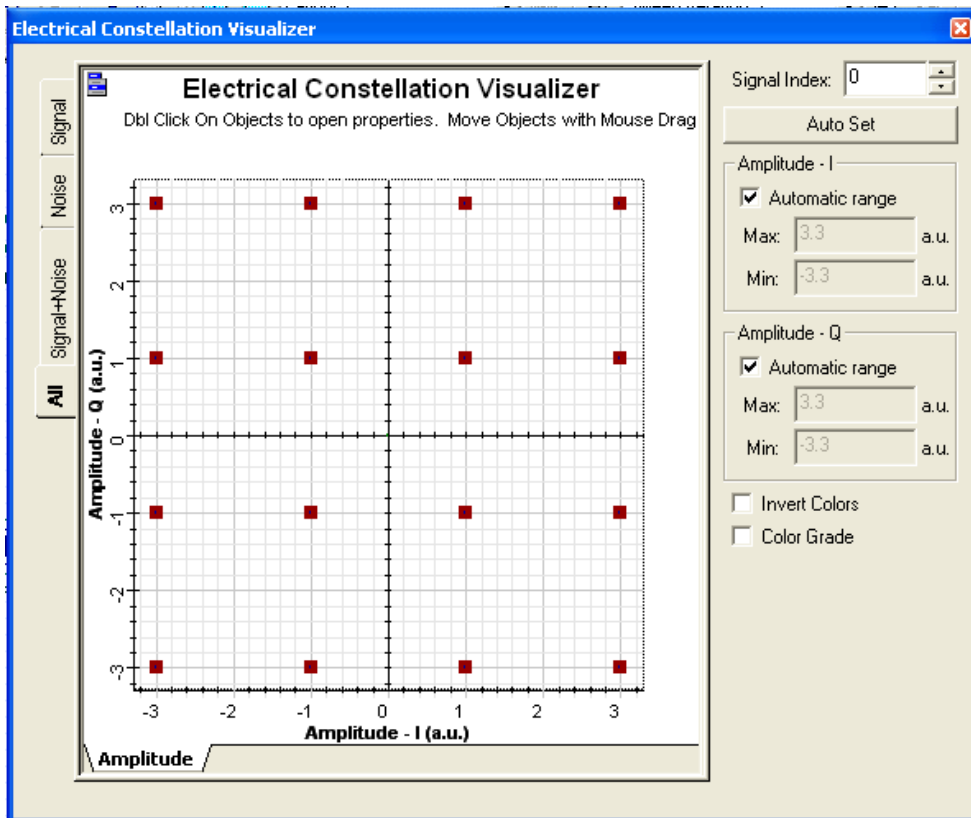 Electrical Constellation Visualizer
Electrical Constellation Visualizer
Dbl Click On Objects to open properties.  Move Objects with Mouse Drag
Signal
Noise
Signal+Noise
All
Amplitude - Q (a.u.)
3
2
1
0
-1
-2
-3
-3 -2 -1 0 1 2 3
Amplitude - I (a.u.)
Amplitude
Signal Index: 0
Auto Set
Amplitude - I
Automatic range
Max: 3.3 a.u.
Min: -3.3 a.u.
Amplitude - Q
Automatic range
Max: 3.3 a.u.
Min: -3.3 a.u.
Invert Colors
Color Grade